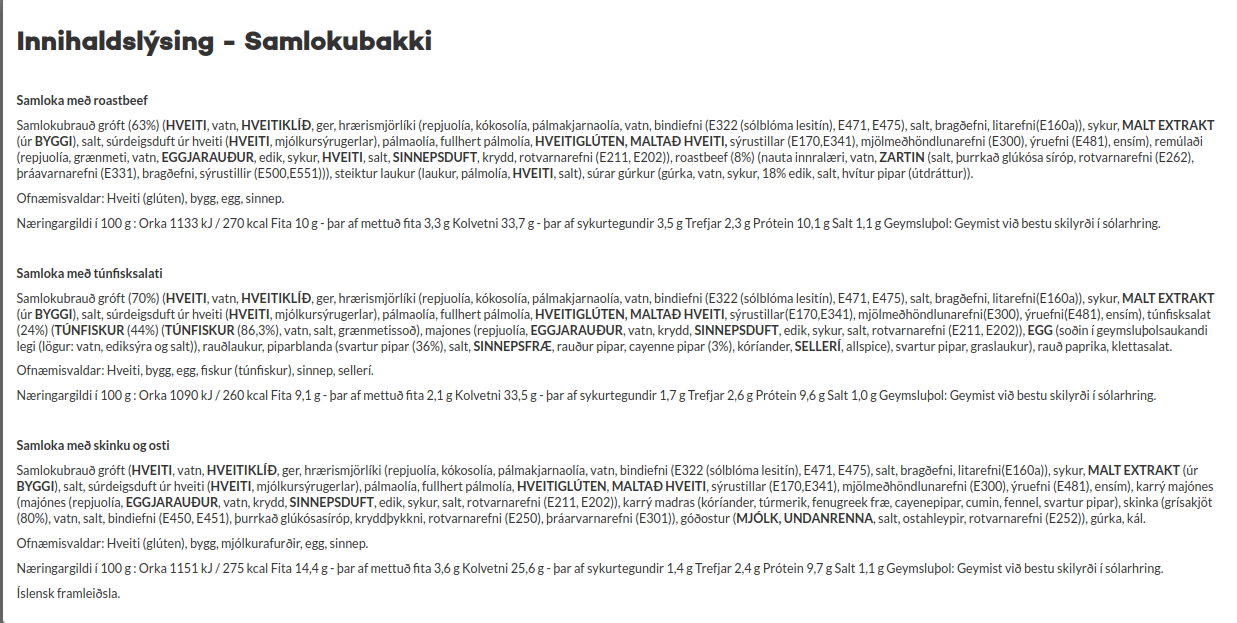 Innihaldslýsing - Samlokubakki
Samloka með roastbeef
Samlokubrauð gróft (63%) (HVEITI, vatn, HVEITIKLÍÐ, ger, hrærismjörlíki (repjuolía, kókosolía, pálmakjarnaolía, vatn, bindiefni (E322 (sólblóma lesitín), E471, E475), salt, bragðefni, litarefni(E160a)), sykur, MALT EXTRAKT
(úr BYGGI), salt, súrdeigsduft úr hveiti (HVEITI, mjólkursýrugerlar), pálmaolía, fullhert pálmolía, HVEITIGLÚTEN, MALTAÐ HVEITI, sýrustillar (E170,E341), mjölmeðhöndlunarefni (E300), ýruefni (E481), ensím), remúlaði
(repjuolía, grænmeti, vatn, EGGJARAUÐUR, edik, sykur, HVEITI, salt, SINNEPSDUFT, krydd, rotvarnarefni (E211, E202)), roastbeef (8%) (nauta innralæri, vatn, ZARTIN (salt, þurrkað glúkósa síróp, rotvarnarefni (E262),
þráavarnarefni (E331), bragðefni, sýrustillir (E500,E551))), steiktur laukur (laukur, pálmolía, HVEITI, salt), súrar gúrkur (gúrka, vatn, sykur, 18% edik, salt, hvítur pipar (útdráttur)).
Ofnæmisvaldar: Hveiti (glúten), bygg, egg, sinnep.
Næringargildi í 100 g : Orka 1133 kJ / 270 kcal Fita 10 g - þar af mettuð fita 3,3 g Kolvetni 33,7 g - þar af sykurtegundir 3,5 g Trefjar 2,3 g Prótein 10,1 g Salt 1,1 g Geymsluþol: Geymist við bestu skilyrði í sólarhring.
Samloka með túnfisksalati
Samlokubrauð gróft (70%) (HVEITI, vatn, HVEITIKLÍÐ, ger, hrærismjörlíki (repjuolía, kókosolía, pálmakjarnaolía, vatn, bindiefni (E322 (sólblóma lesitín), E471, E475), salt, bragðefni, litarefni(E160a)), sykur, MALT EXTRAKT
(úr BYGGI), salt, súrdeigsduft úr hveiti (HVEITI, mjólkursýrugerlar), pálmaolía, fullhert pálmolía, HVEITIGLÚTEN, MALTAÐ HVEITI, sýrustillar(E170,E341), mjölmeðhöndlunarefni(E300), ýruefni(E481), ensím), túnfisksalat
(24%) (TÚNFISKUR (44%) (TÚNFISKUR (86,3%), vatn, salt, grænmetissoð), majones (repjuolía, EGGJARAUÐUR, vatn, krydd, SINNEPSDUFT, edik, sykur, salt, rotvarnarefni (E211, E202)), EGG (soðin í geymsluþolsaukandi
legi (lögur: vatn, ediksýra og salt)), rauðlaukur, piparblanda (svartur pipar (36%), salt, SINNEPSFRÆ, rauður pipar, cayenne pipar (3%), kóríander, SELLERÍ, allspice), svartur pipar, graslaukur), rauð paprika, klettasalat.
Ofnæmisvaldar: Hveiti, bygg, egg, fiskur (túnfiskur), sinnep, sellerí.
Næringargildi í 100 g : Orka 1090 kJ / 260 kcal Fita 9,1 g - þar af mettuð fita 2,1 g Kolvetni 33,5 g - þar af sykurtegundir 1,7 g Trefjar 2,6 g Prótein 9,6 g Salt 1,0 g Geymsluþol: Geymist við bestu skilyrði í sólarhring.
Samloka með skinku og osti
Samlokubrauð gróft (HVEITI, vatn, HVEITIKLÍÐ, ger, hrærismjörlíki (repjuolía, kókosolía, pálmakjarnaolía, vatn, bindiefni (E322 (sólblóma lesitín), E471, E475), salt, bragðefni, litarefni(E160a)), sykur, MALT EXTRAKT (úr
BYGGI), salt, súrdeigsduft úr hveiti (HVEITI, mjólkursýrugerlar), pálmaolía, fullhert pálmolía, HVEITIGLÚTEN, MALTAÐ HVEITI, sýrustillar (E170,E341), mjölmeðhöndlunarefni (E300), ýruefni (E481), ensím), karrý majónes
(majónes (repjuolía, EGGJARAUÐUR, vatn, krydd, SINNEPSDUFT, edik, sykur, salt, rotvarnarefni (E211, E202)), karrý madras (kóríander, túrmerik, fenugreek fræ, cayenepipar, cumin, fennel, svartur pipar), skinka (grísakjöt
(80%), vatn, salt, bindiefni (E450, E451), þurrkað glúkósasíróp, kryddþykkni, rotvarnarefni (E250), þráarvarnarefni (E301)), góðostur (MJÓLK, UNDANRENNA, salt, ostahleypir, rotvarnarefni (E252)), gúrka, kál.
Ofnæmisvaldar: Hveiti (glúten), bygg, mjólkurafurðir, egg, sinnep.
Næringargildi í 100 g : Orka 1151 kJ / 275 kcal Fita 14,4 g - þar af mettuð fita 3,6 g Kolvetni 25,6 g - þar af sykurtegundir 1,4 g Trefjar 2,4 g Prótein 9,7 g Salt 1,1 g Geymsluþol: Geymist við bestu skilyrði í sólarhring.
Íslensk framleiðsla.